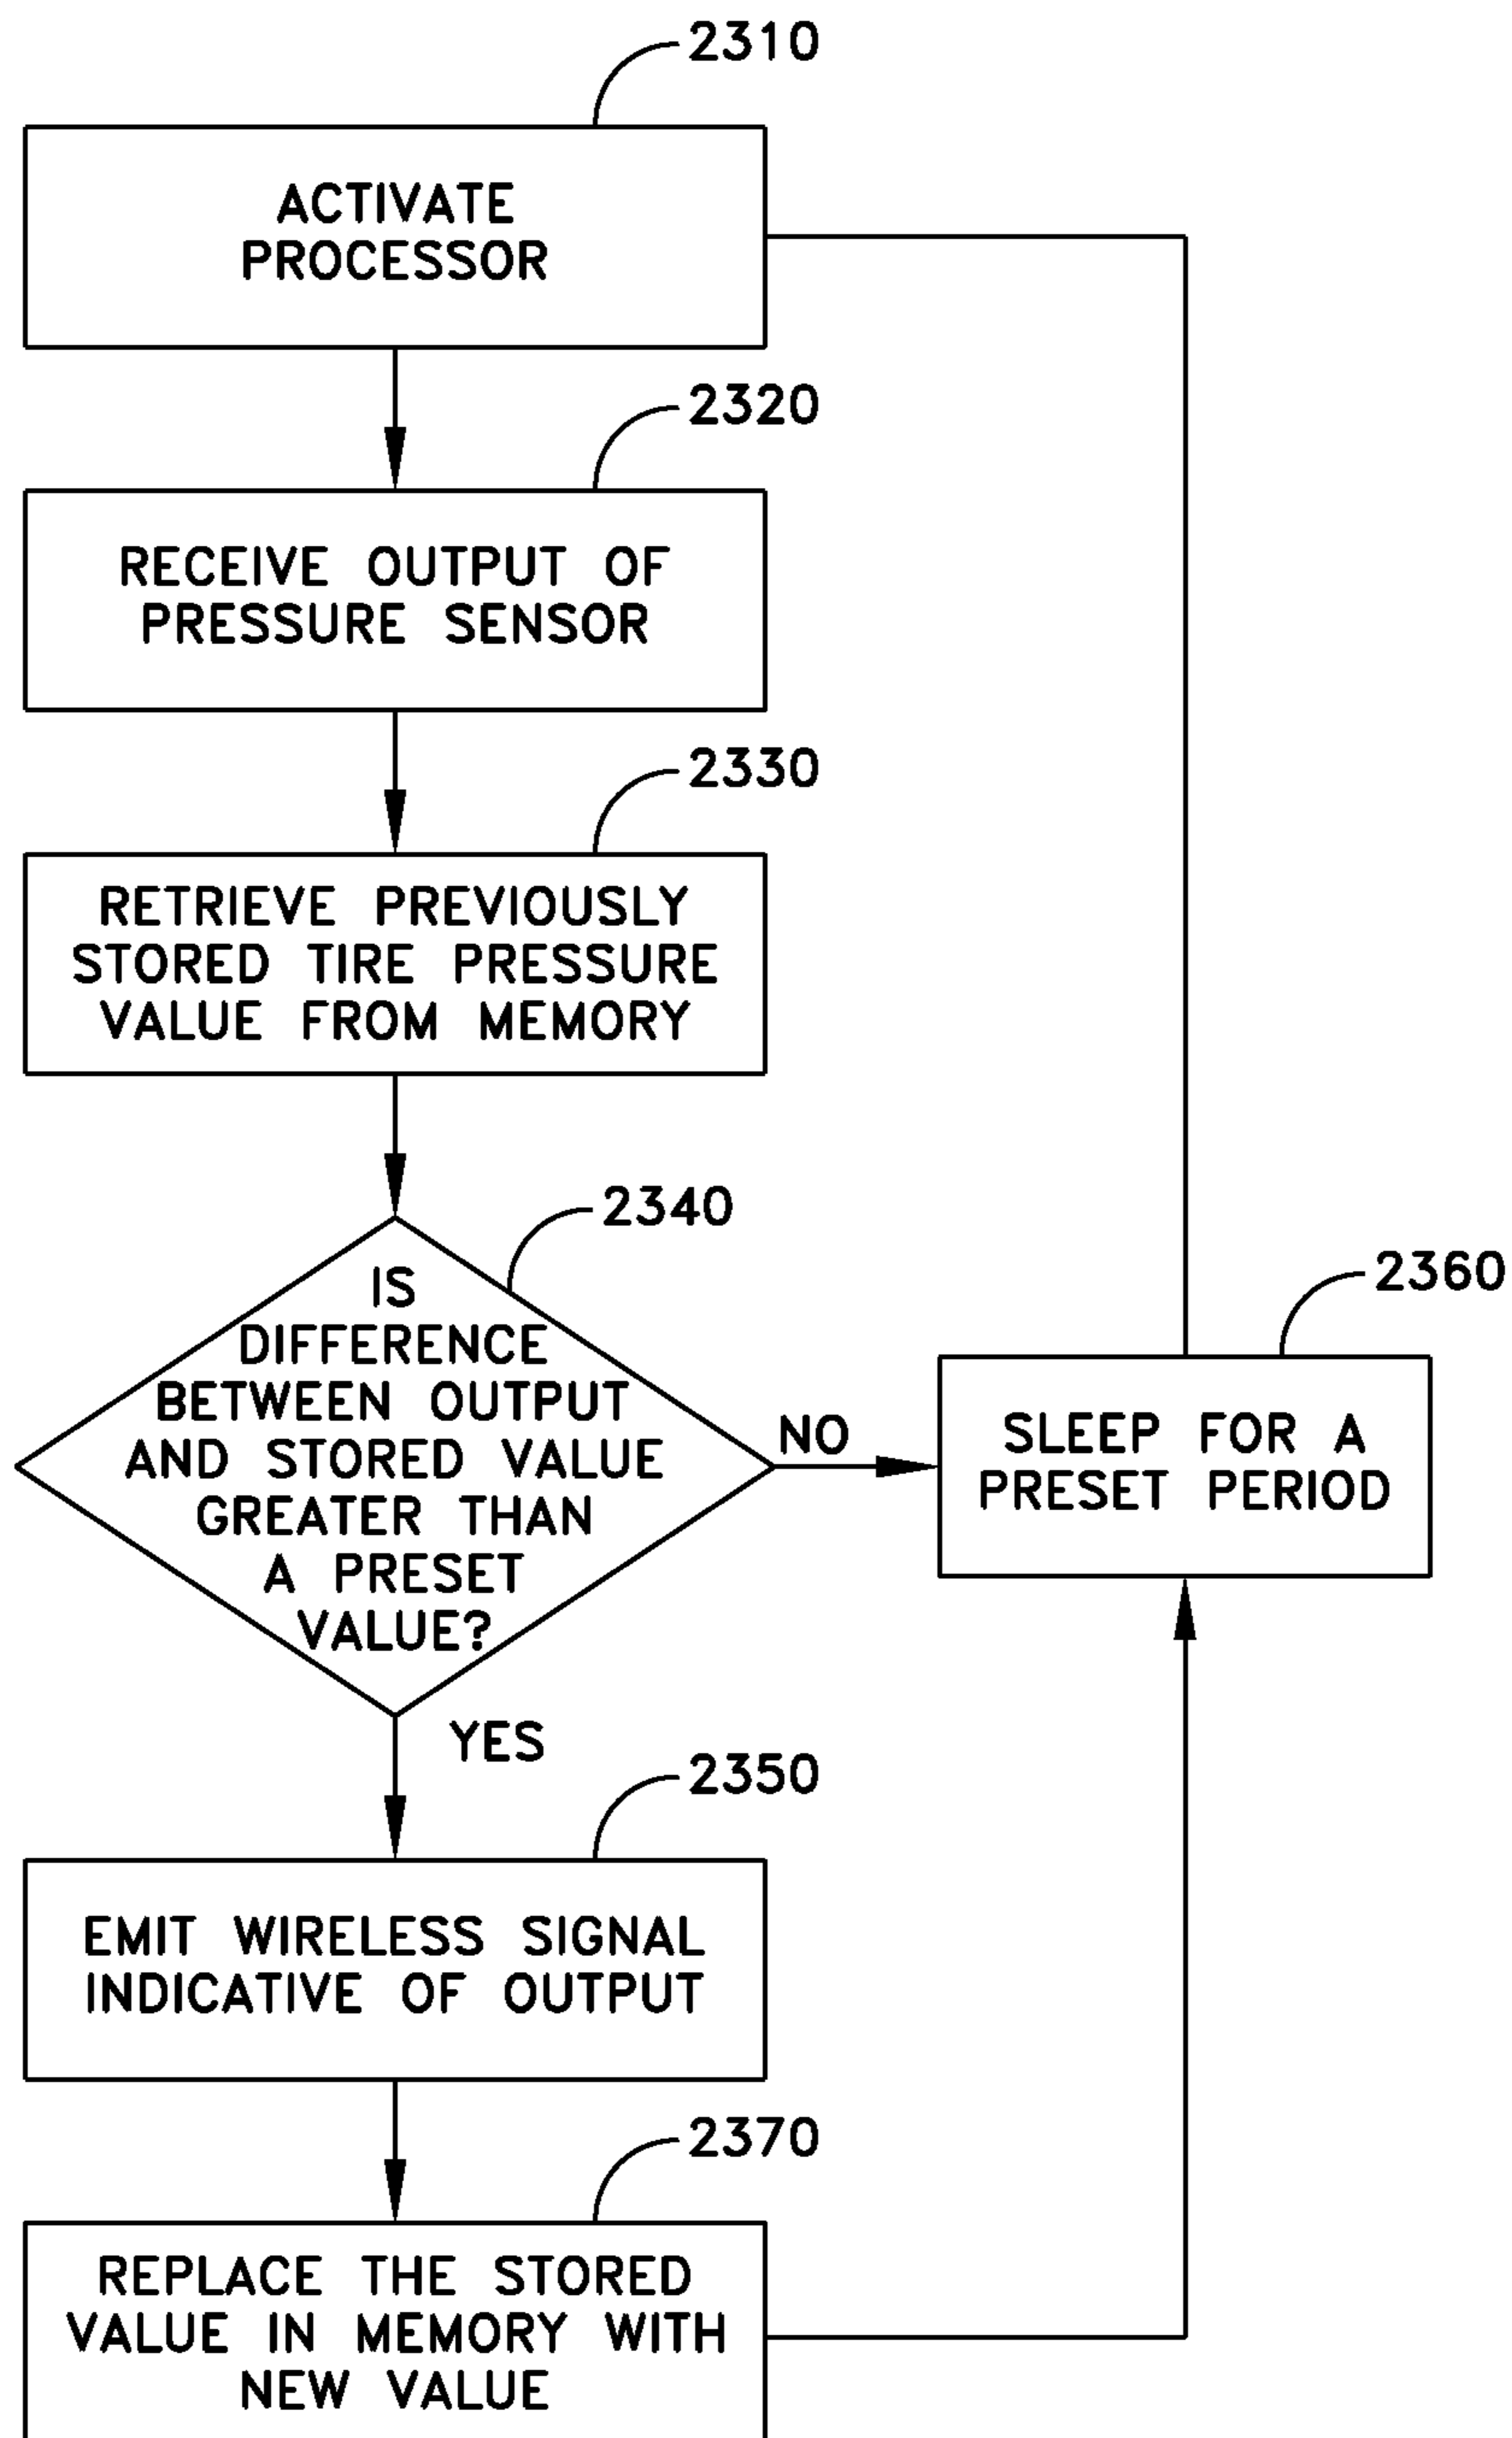 2310
ACTIVATE
PROCESSOR
2320
RECEIVE OUTPUT OF
PRESSURE SENSOR
2330
RETRIEVE PREVIOUSLY
STORED TIRE PRESSURE
VALUE FROM MEMORY
2340
IS
DIFFERENCE
BETWEEN OUTPUT
AND STORED VALUE
GREATER THAN
A PRESET
VALUE?
NO
2360
SLEEP FOR A
PRESET PERIOD
YES
2350
EMIT WIRELESS SIGNAL
INDICATIVE OF OUTPUT
2370
REPLACE THE STORED
VALUE IN MEMORY WITH
NEW VALUE